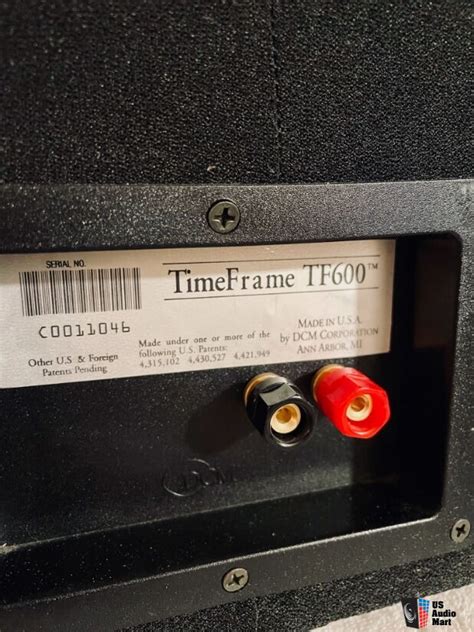 SERIAL NO.
C0011046
Other U.S & Foreign
Patents Pending
TimeFrame TF600™
Made under one or more of the
following U.S. Patents:
4,315,102 4,430,527 4,421,949
MADE IN U.S.A.
by DCM CORPORATION
ANN ARBOR, MI
DCM
US
Audio
Mart